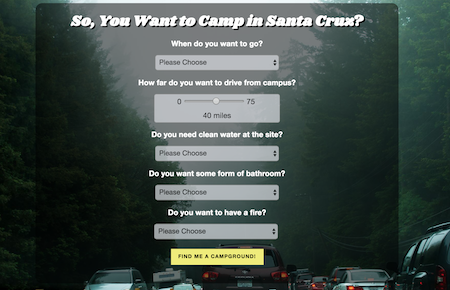 So, You Want to Camp in Santa Cruz?
When do you want to go?
Please Choose
How far do you want to drive from campus?
0 75
40 miles
Do you need clean water at the site?
Please Choose
Do you want some form of bathroom?
Please Choose
Do you want to have a fire?
Please Choose
FIND ME A CAMPGROUND!